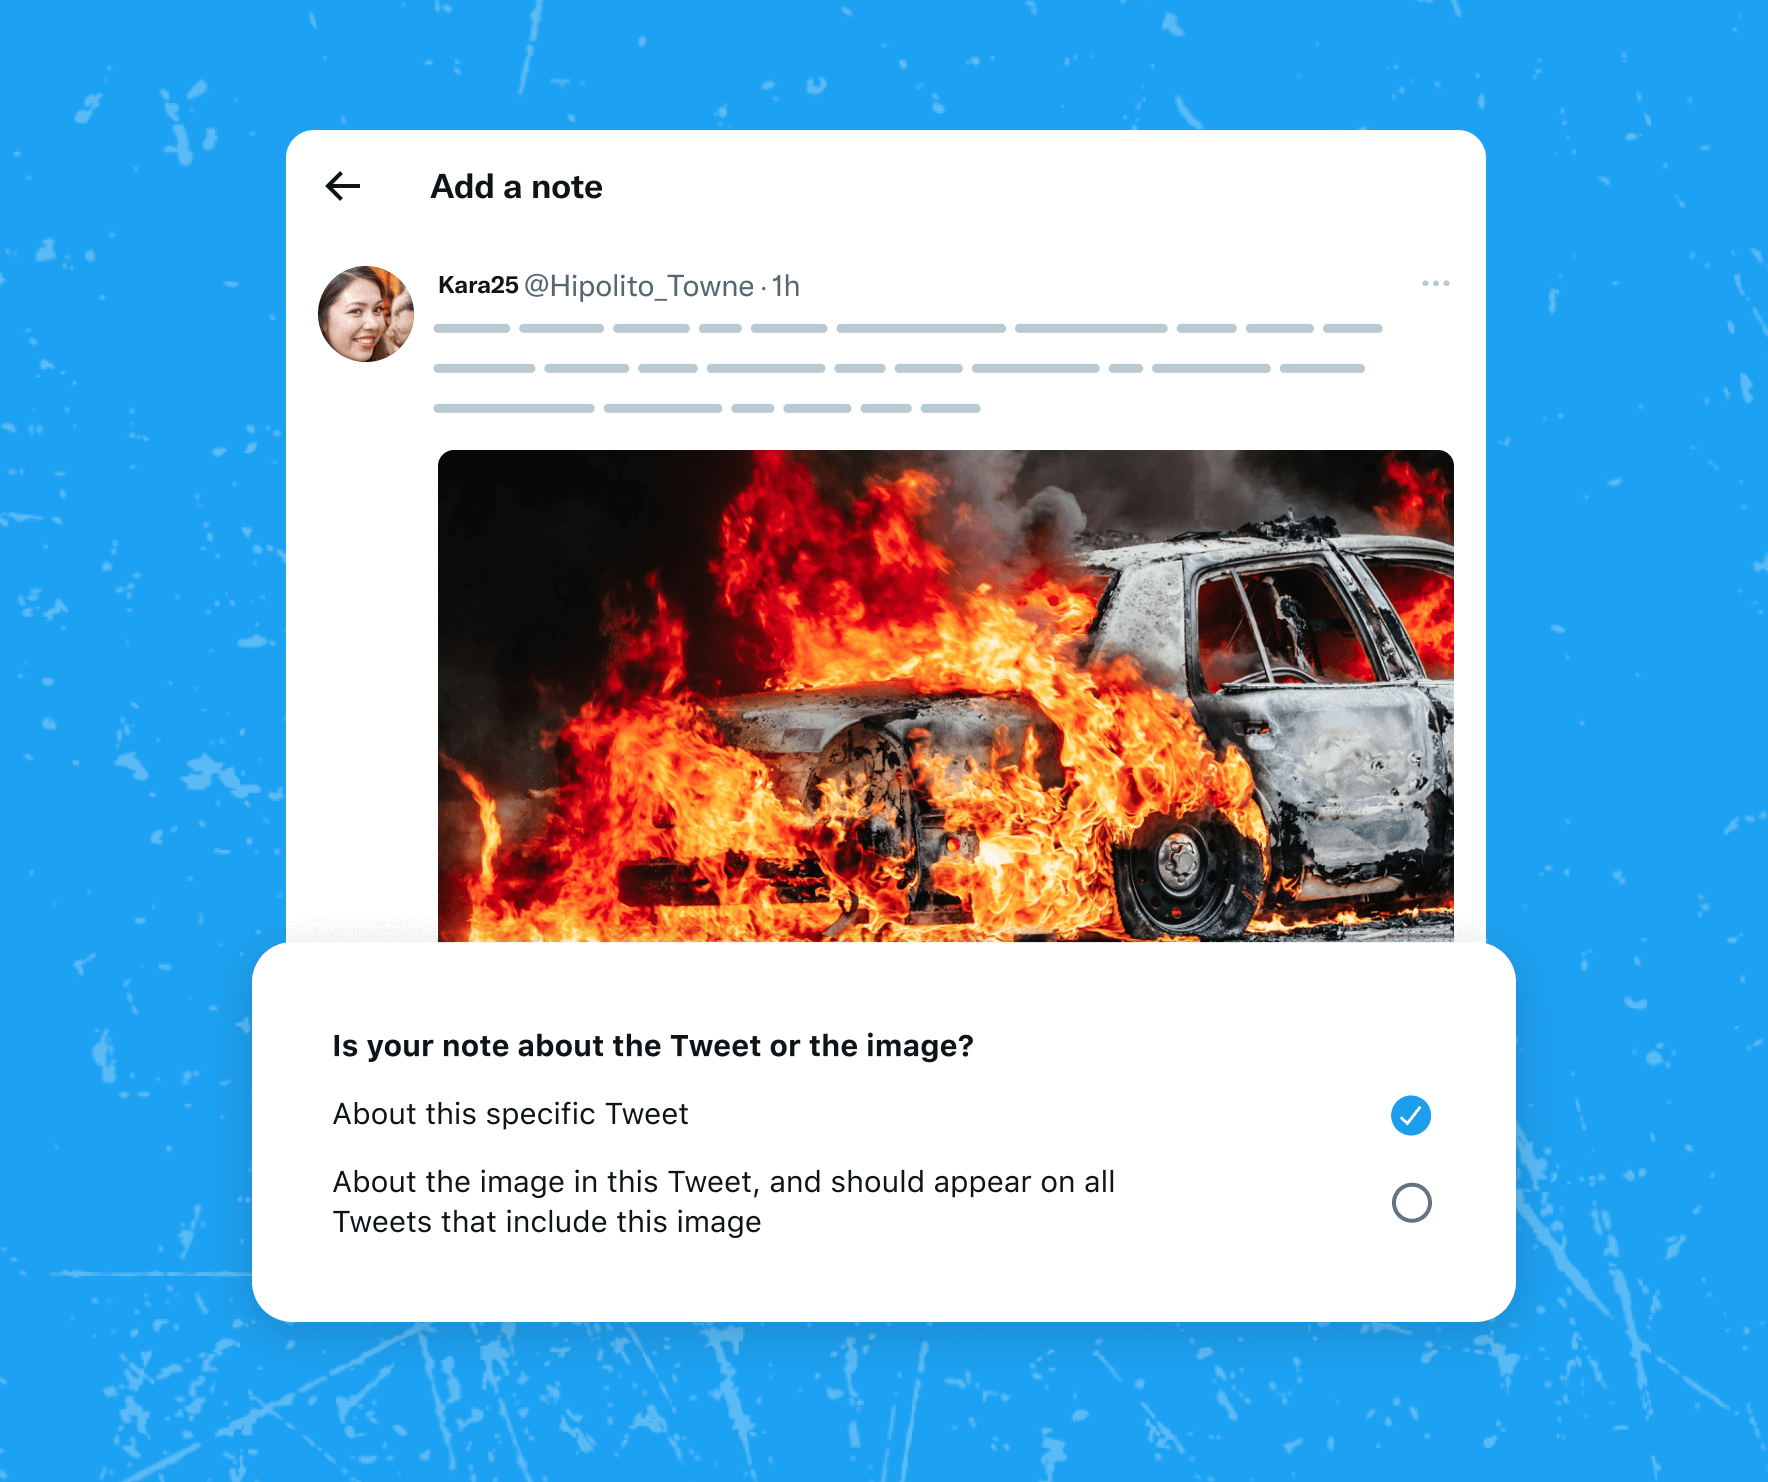 Add a note
Kara25 @Hipolito_Towne · 1h
Is your note about the Tweet or the image?
About this specific Tweet
About the image in this Tweet, and should appear on all
Tweets that include this image